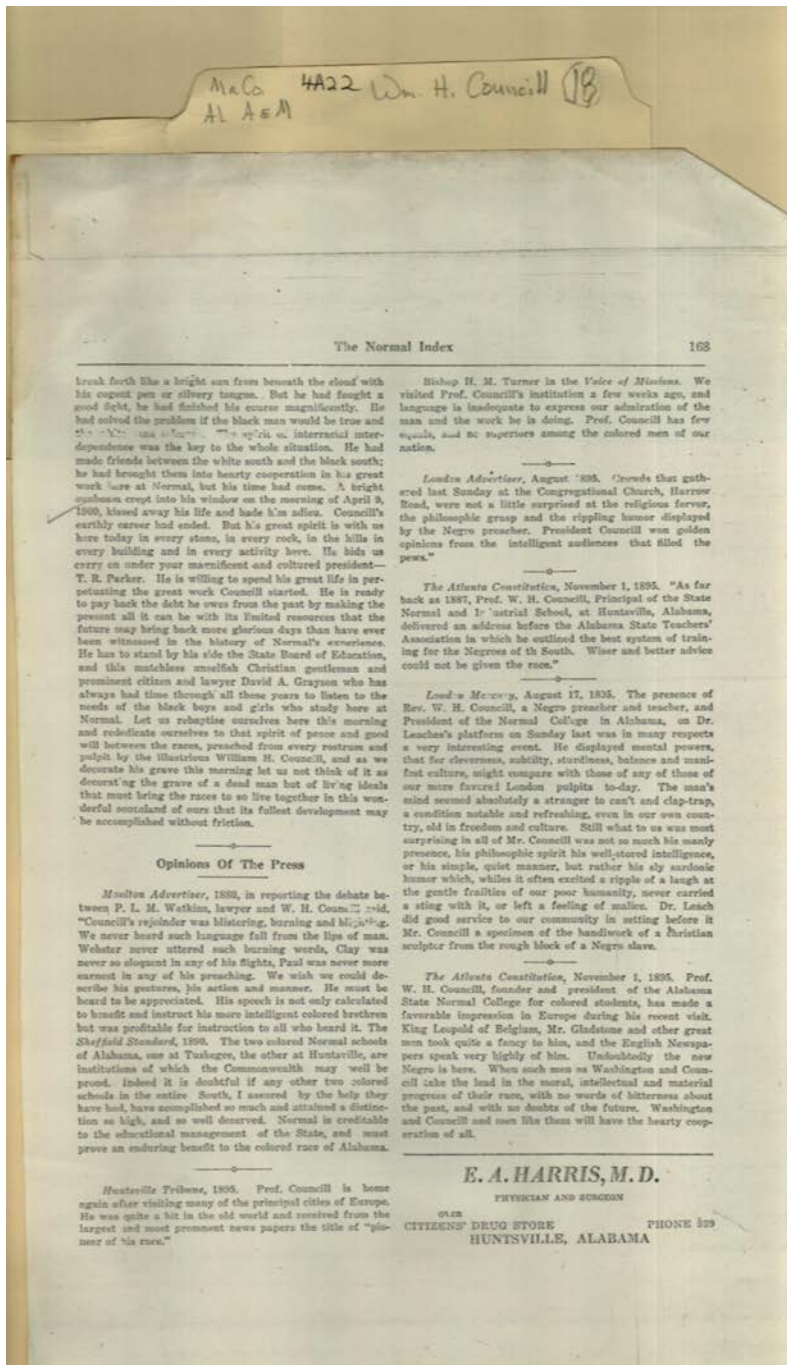 MaCo 4A22 Wm. H. Councill 18
AL A&M
The Normal Index 168
break forth like a bright sun from beneath the cloud with
his cogent pen or silvery tongue. But he had fought a
good fight, he had finished his course magnificently. He
had solved the problem if the black man would be true and
The spirit of interracial inter-
dependence was the key to the whole situation. He had
made friends between the white south and the black south;
he had brought them into hearty cooperation in his great
work here at Normal, but his time had come. A bright
sunbeam crept into his window on the morning of April 9,
1909, kissed away his life and bade him adieu. Councill's
earthly career had ended. But his great spirit is with us
here today in every stone, in every rock, in the hills in
every building and in every activity here. He bids us
carry on under your magnificent and cultured president—
T. R. Parker. He is willing to spend his great life in per-
petuating the great work Councill started. He is ready
to pay back the debt he owes from the past by making the
present all it can be with its limited resources that the
future may bring back more glorious days than have ever
been witnessed in the history of Normal's experience.
He has to stand by his side the State Board of Education,
and this matchless unselfish Christian gentleman and
prominent citizen and lawyer David A. Grayson who has
always had time through all these years to listen to the
needs of the black boys and girls who study here at
Normal. Let us rebaptise ourselves here this morning
and rededicate ourselves to that spirit of peace and good
will between the races, preached from every rostrum and
pulpit by the illustrious William H. Councill, and as we
decorate his grave this morning let us not think of it as
decorating the grave of a dead man but of living ideals
that must bring the races to so live together in this won-
derful southland of ours that its fullest development may
be accomplished without friction.
Opinions Of The Press
Moulton Advertiser, 1880, in reporting the debate be-
tween P. L. M. Watkins, lawyer and W. H. Councill said,
"Councill's rejoinder was blistering, burning and blighting.
We never heard such language fall from the lips of man.
Webster never uttered such burning words, Clay was
never so eloquent in any of his flights, Paul was never more
earnest in any of his preaching. We wish we could de-
scribe his gestures, his action and manner. He must be
heard to be appreciated. His speech is not only calculated
to benefit and instruct his more intelligent colored brethren
but was profitable for instruction to all who heard it. The
Sheffield Standard, 1890. The two colored Normal schools
of Alabama, one at Tuskegee, the other at Huntsville, are
institutions of which the Commonwealth may well be
proud. Indeed it is doubtful if any other two colored
schools in the entire South, I assured by the help they
have had, have acomplished so much and attained a distinc-
tion so high, and so well deserved. Normal is creditable
to the educational management of the State, and must
prove an enduring benefit to the colored race of Alabama.
Huntsville Tribune, 1895. Prof. Councill is home
again after visiting many of the principal cities of Europe.
He was quite a hit in the old world and received from the
largest and most promnent news papers the title of "pio-
neer of his race."
Bishop H. M. Turner in the Voice of Missions. We
visited Prof. Councill's institution a few weeks ago, and
language is inadequate to express our admiration of the
man and the work he is doing. Prof. Councill has few
equals, and no superiors among the colored men of our
nation.
London Advertiser, August 1895. Crowds that gath-
ered last Sunday at the Congregational Church, Harrow
Road, were not a little surprised at the religious fervor,
the philosophic grasp and the rippling humor displayed
by the Negro preacher. President Councill won golden
opinions from the intelligent audiences that filled the
pews."
The Atlanta Constitution, November 1, 1895. "As far
back as 1887, Prof. W. H. Councill, Principal of the State
Normal and Industrial School, at Huntsville, Alabama,
delivered an address before the Alabama State Teachers'
Association in which he outlined the best system of train-
ing for the Negroes of th South. Wiser and better advice
could not be given the race."
London Mercury, August 17, 1895. The presence of
Rev. W. H. Councill, a Negro preacher and teacher, and
President of the Normal College in Alabama, on Dr.
Leaches's platform on Sunday last was in many respects
a very interesting event. He displayed mental powers,
that for cleverness, subtilty, sturdiness, balance and mani-
fest culture, might compare with those of any of those of
our more favared London pulpits to-day. The man's
mind seemed absolutely a stranger to can't and clap-trap,
a condition notable and refreshing, even in our own coun-
try, old in freedom and culture. Still what to us was most
surprising in all of Mr. Councill was not so much his manly
presence, his philosophic spirit his well-stored intelligence,
or his simple, quiet manner, but rather his sly sardonic
humor which, whiles it often excited a ripple of a laugh at
the gentle frailties of our poor humanity, never carried
a sting with it, or left a feeling of malice. Dr. Leach
did good service to our community in setting before it
Mr. Councill a specimen of the handiwork of a Christian
sculptor from the rough block of a Negro slave.
The Atlanta Constitution, November 1, 1895. Prof.
W. H. Councill, founder and president of the Alabama
State Normal College for colored students, has made a
favorable impression in Europe during his recent visit.
King Leopold of Belgium, Mr. Gladstone and other great
men took quite a fancy to him, and the English Newspa-
pers speak very highly of him. Undoubtedly the new
Negro is here. When such men as Washington and Coun-
cill take the lead in the moral, intellectual and material
progress of their race, with no words of bitterness about
the past, and with no doubts of the future. Washington
and Councill and men like them will have the hearty coop-
eration of all.
E. A. HARRIS, M. D.
PHYSICIAN AND SURGEON
OVER
CITIZENS' DRUG STORE PHONE 539
HUNTSVILLE, ALABAMA